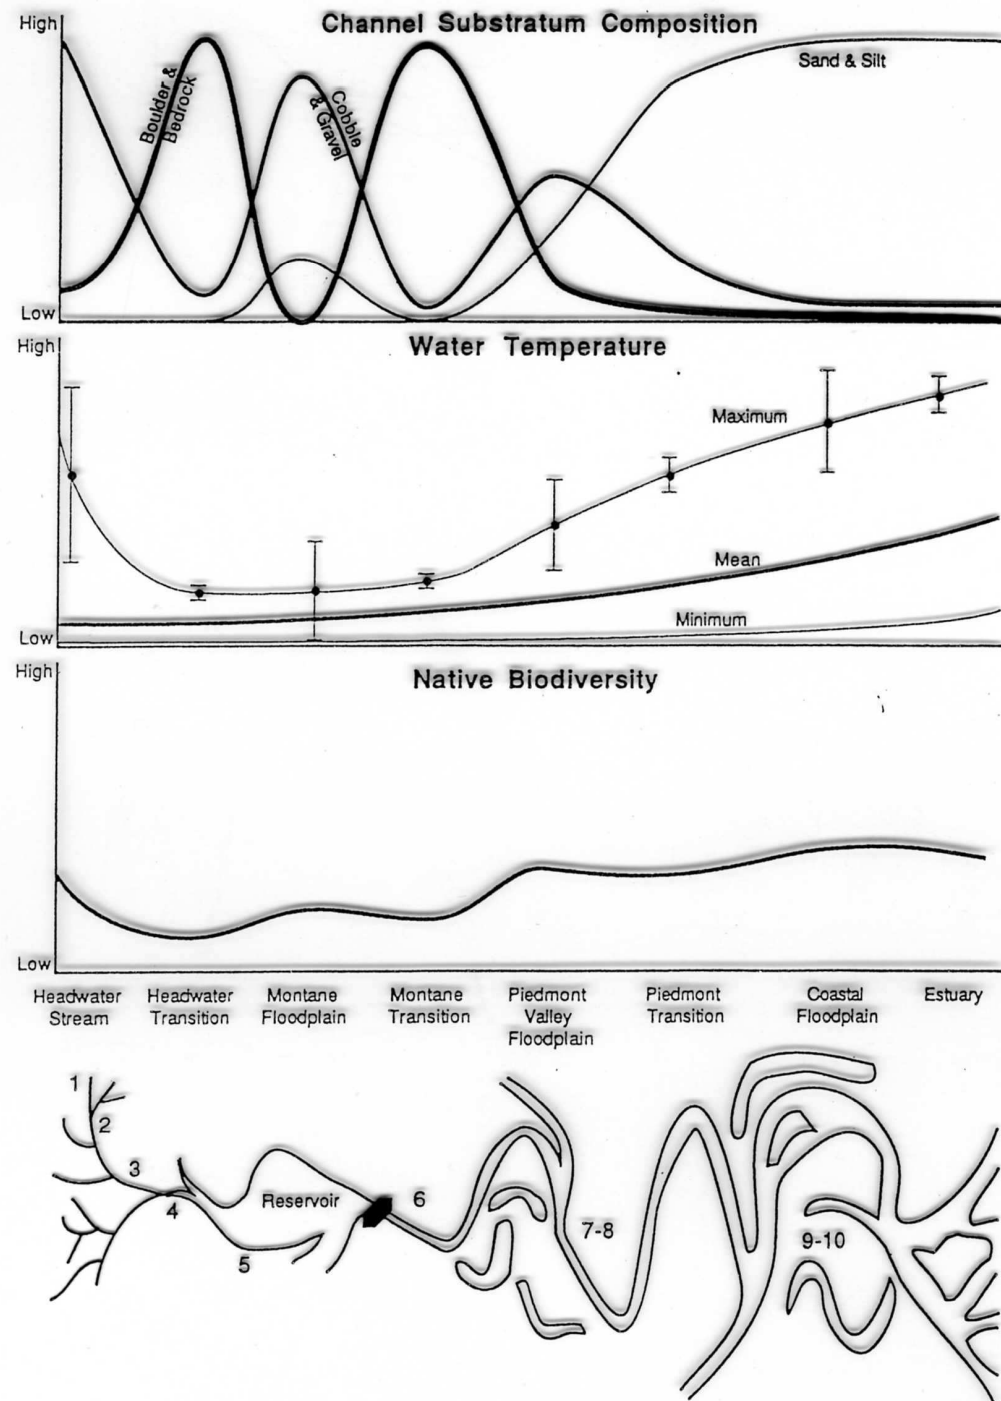 Channel Substratum Composition
High
Boulder &
Bedrock
Cobble
& Gravel
Sand & Silt
Low
Water Temperature
High
Maximum
Mean
Minimum
Low
Native Biodiversity
High
Low
Headwater
Stream
Headwater
Transition
Montane
Floodplain
Montane
Transition
Piedmont
Valley
Floodplain
Piedmont
Transition
Coastal
Floodplain
Estuary
1
2
3
4
5
Reservoir
6
7-8
9-10